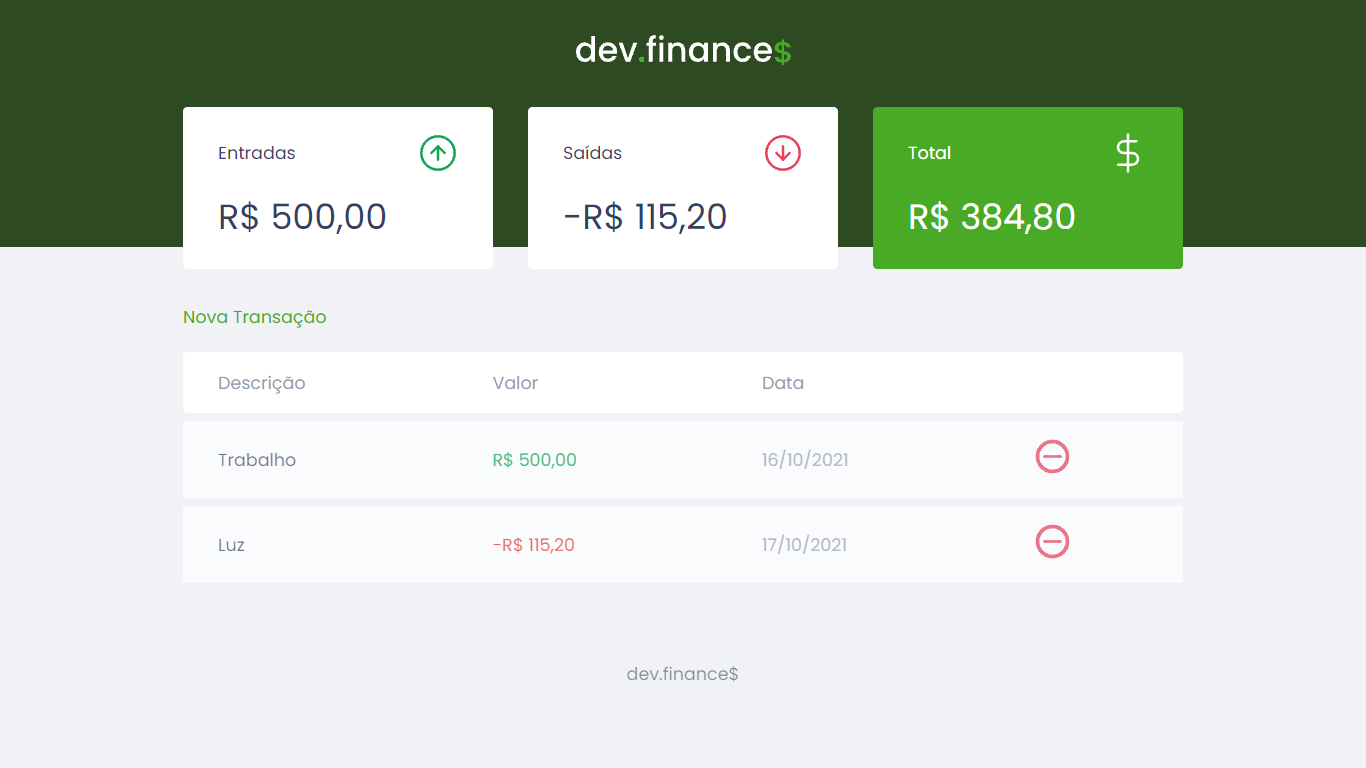 dev.finance$
Entradas
R$ 500,00
Saídas
-R$ 115,20
Total
$
R$ 384,80
Nova Transação
Descrição Valor Data
Trabalho R$ 500,00 16/10/2021
Luz -R$ 115,20 17/10/2021
dev.finance$